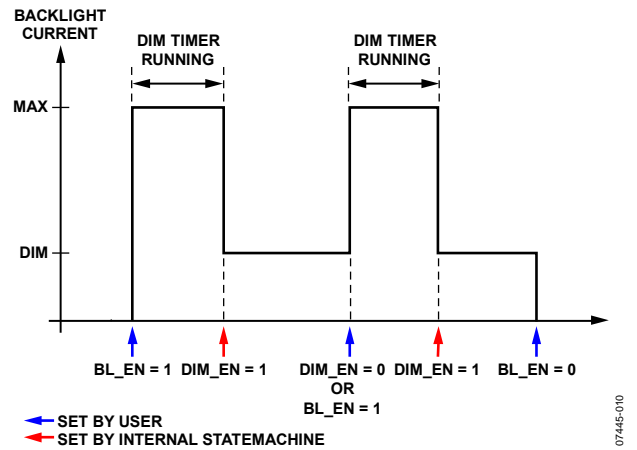 BACKLIGHT
CURRENT
DIM TIMER
RUNNING
DIM TIMER
RUNNING
MAX
DIM
BL_EN = 1
DIM_EN = 1
DIM_EN = 0
OR
BL_EN = 1
DIM_EN = 1
BL_EN = 0
SET BY USER
SET BY INTERNAL STATEMACHINE
07445-010